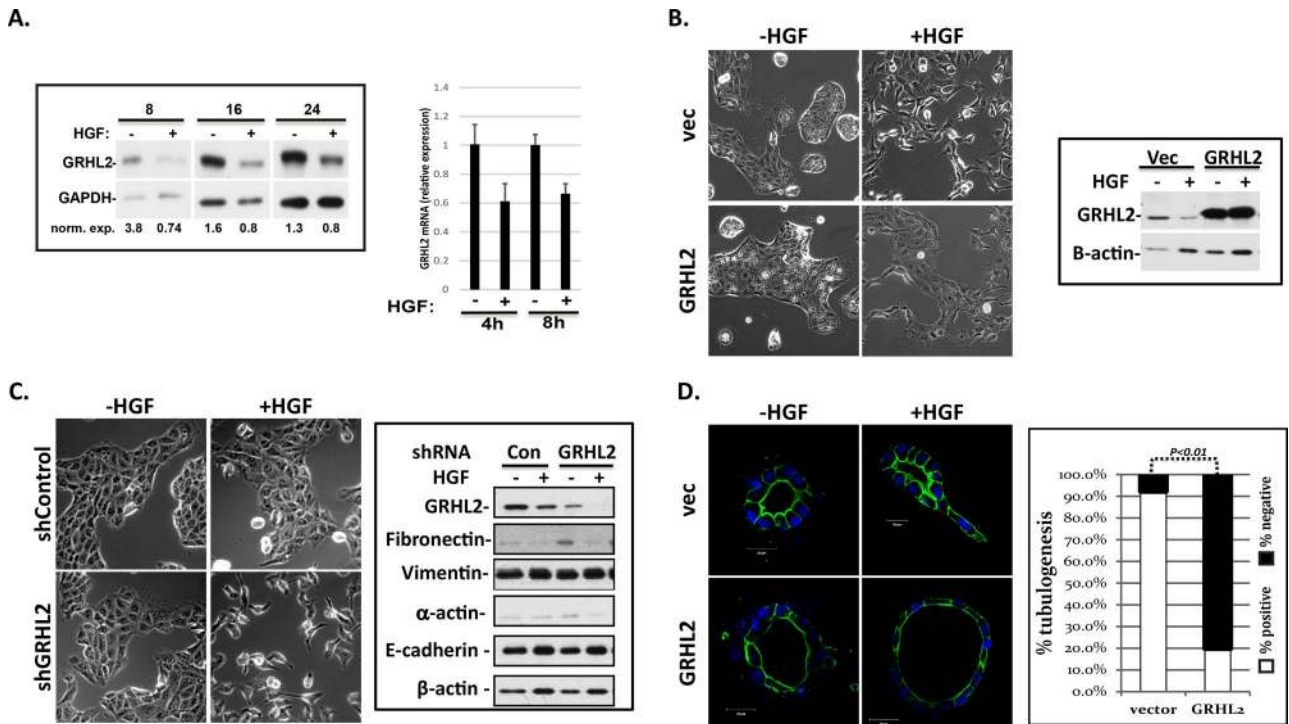 A.
8 16 24
HGF: - + - + - +
GRHL2-
GAPDH-
norm. exp. 3.8 0.74 1.6 0.8 1.3 0.8
GRHL2 mRNA (relative expression)
1.4
1.2
1
0.8
0.6
0.4
0.2
0
HGF: - + - +
4h 8h
B.
-HGF +HGF
vec
GRHL2
Vec GRHL2
HGF - + - +
GRHL2-
B-actin-
C.
-HGF +HGF
shControl
shGRHL2
shRNA Con GRHL2
HGF - + - +
GRHL2-
Fibronectin-
Vimentin-
α-actin-
E-cadherin -
β-actin -
D.
-HGF +HGF
vec
GRHL2
P<0.01
% tubulogenesis
100.0%
90.0%
80.0%
70.0%
60.0%
50.0%
40.0%
30.0%
20.0%
10.0%
0.0%
vector GRHL2
% negative
% positive